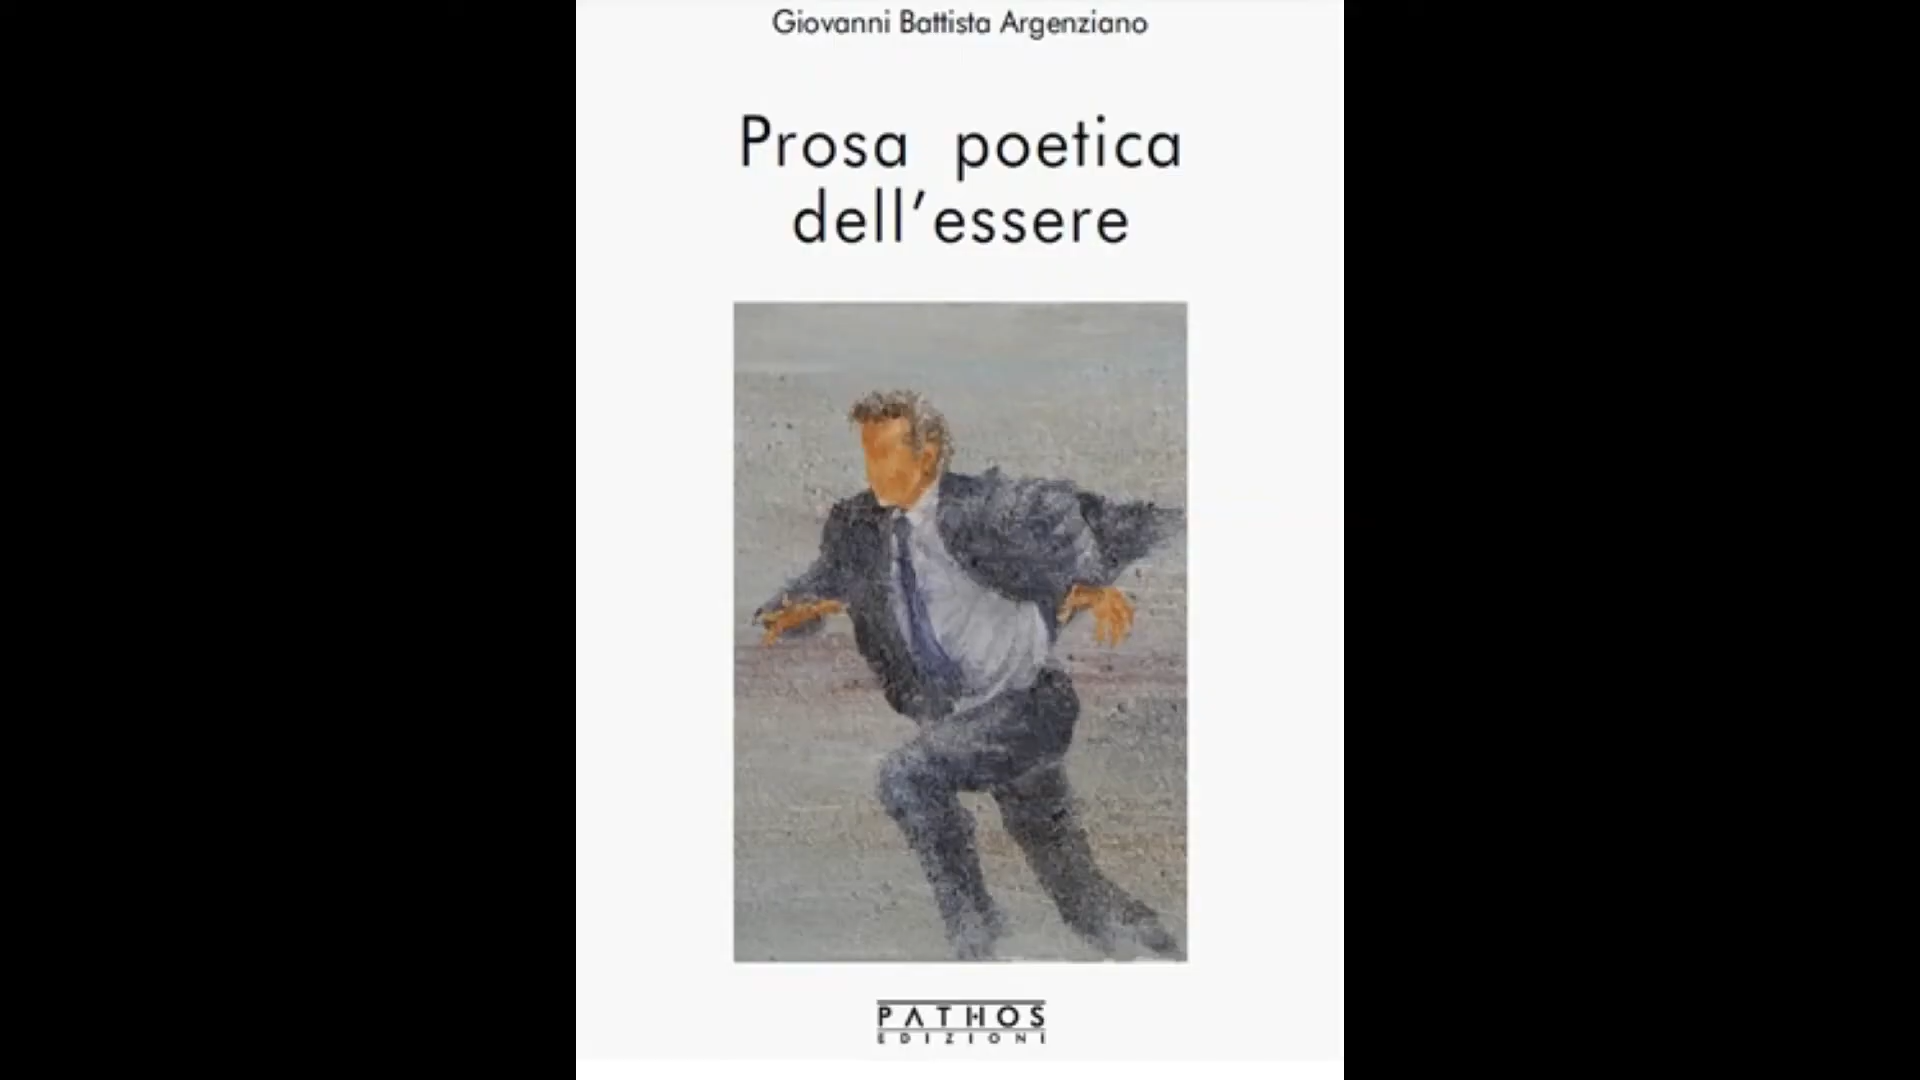 Giovanni Battista Argenziano
Prosa poetica
dell’essere
PATHOS
EDIZIONI